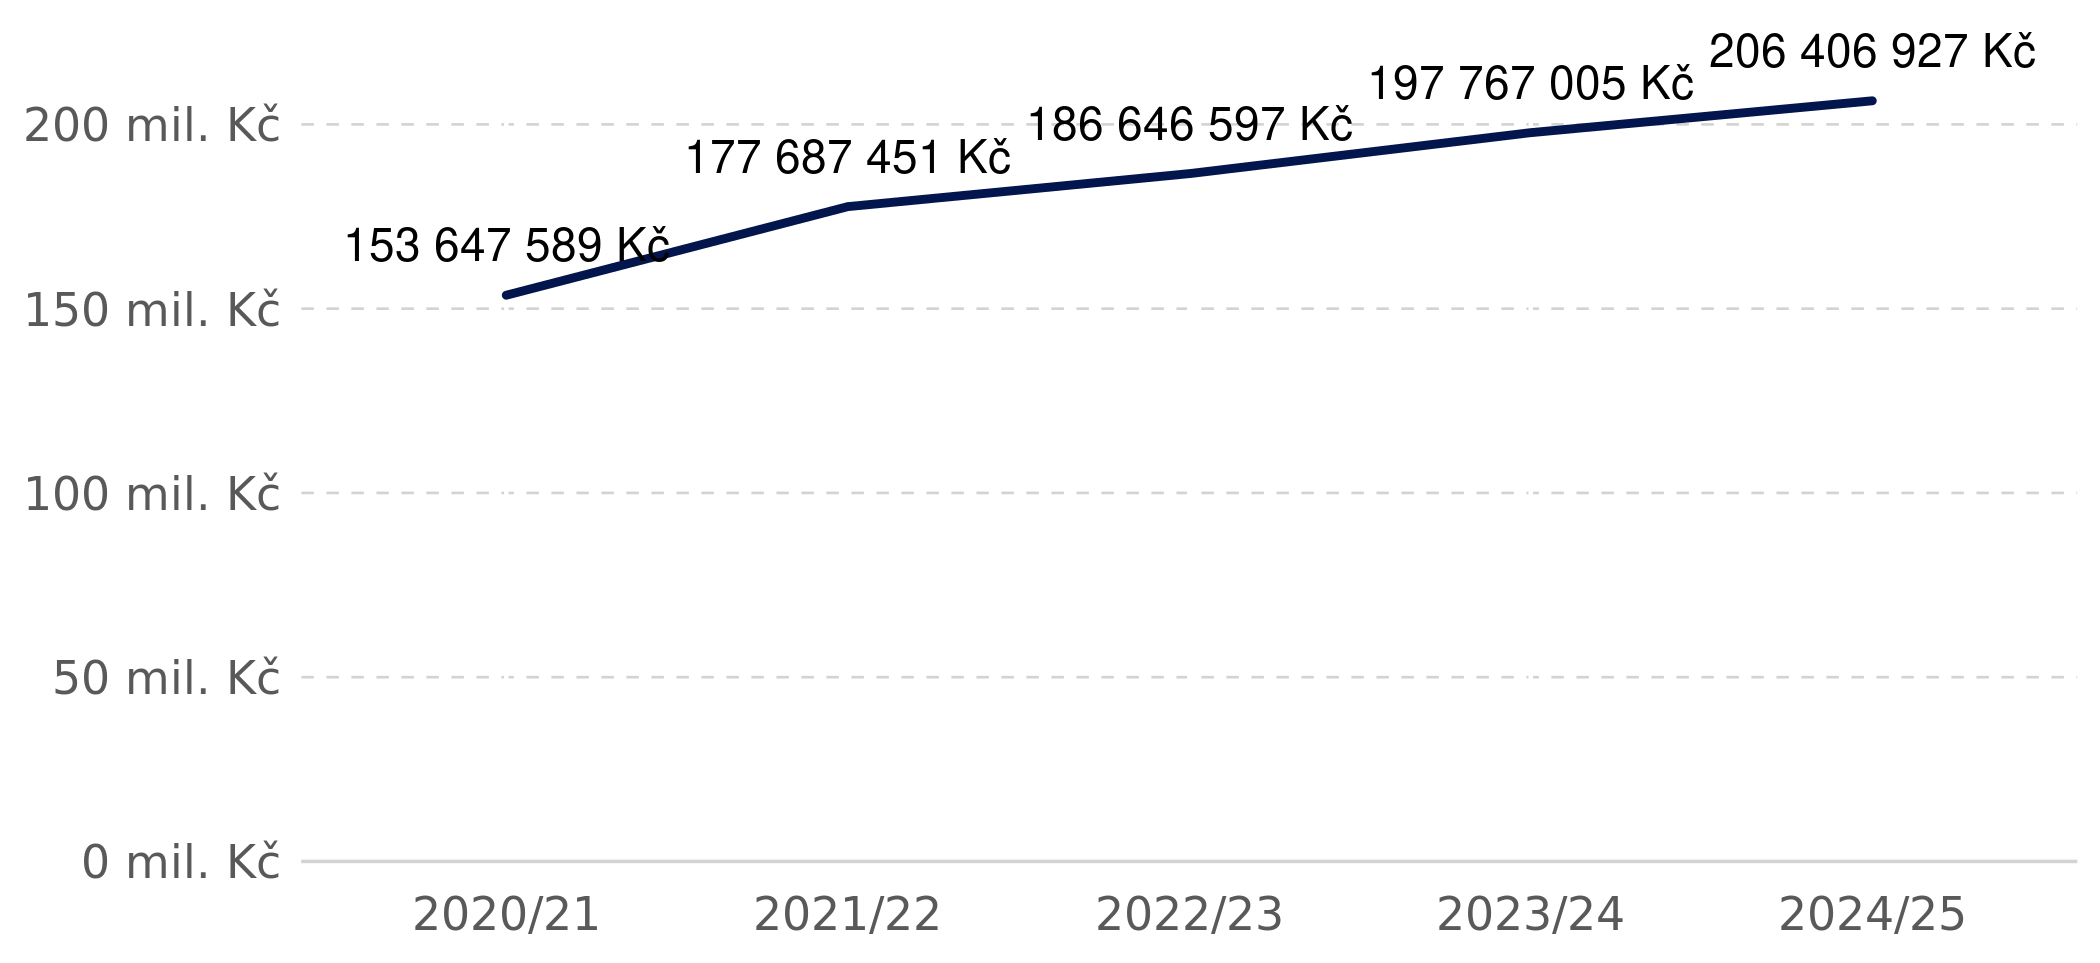 206 406 927 Kč
197 767 005 Kč
200 mil. Kč
186 646 597 Kč
177 687 451 Kč
153 647 589 Kč
150 mil. Kč
100 mil. Kč
50 mil. Kč
0 mil. Kč
2020/21 2021/22 2022/23 2023/24 2024/25